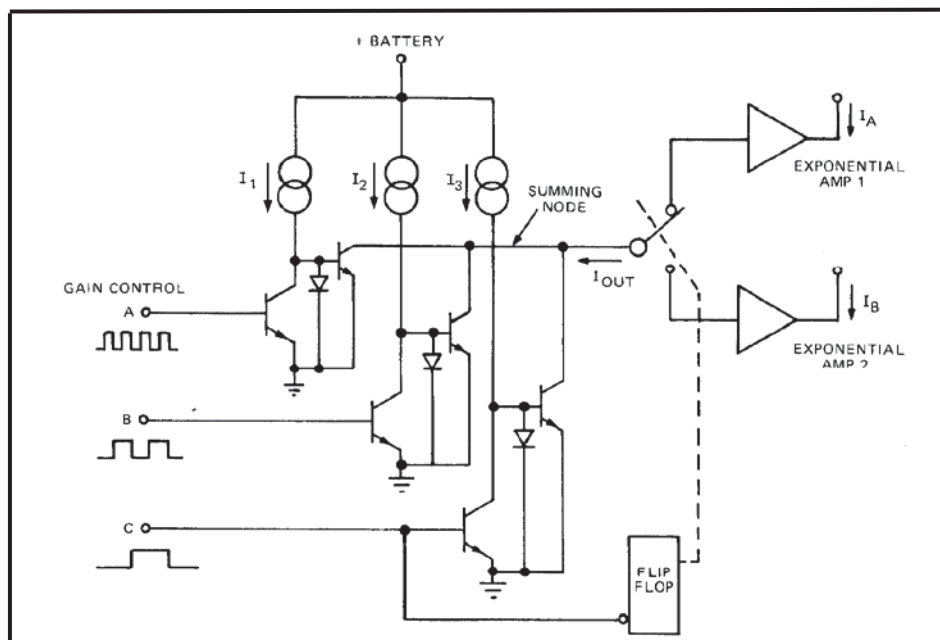 + BATTERY
I1
I2
I3
SUMMING
NODE
IOUT
IA
EXPONENTIAL
AMP 1
GAIN CONTROL
A
B
C
IB
EXPONENTIAL
AMP 2
FLIP
FLOP